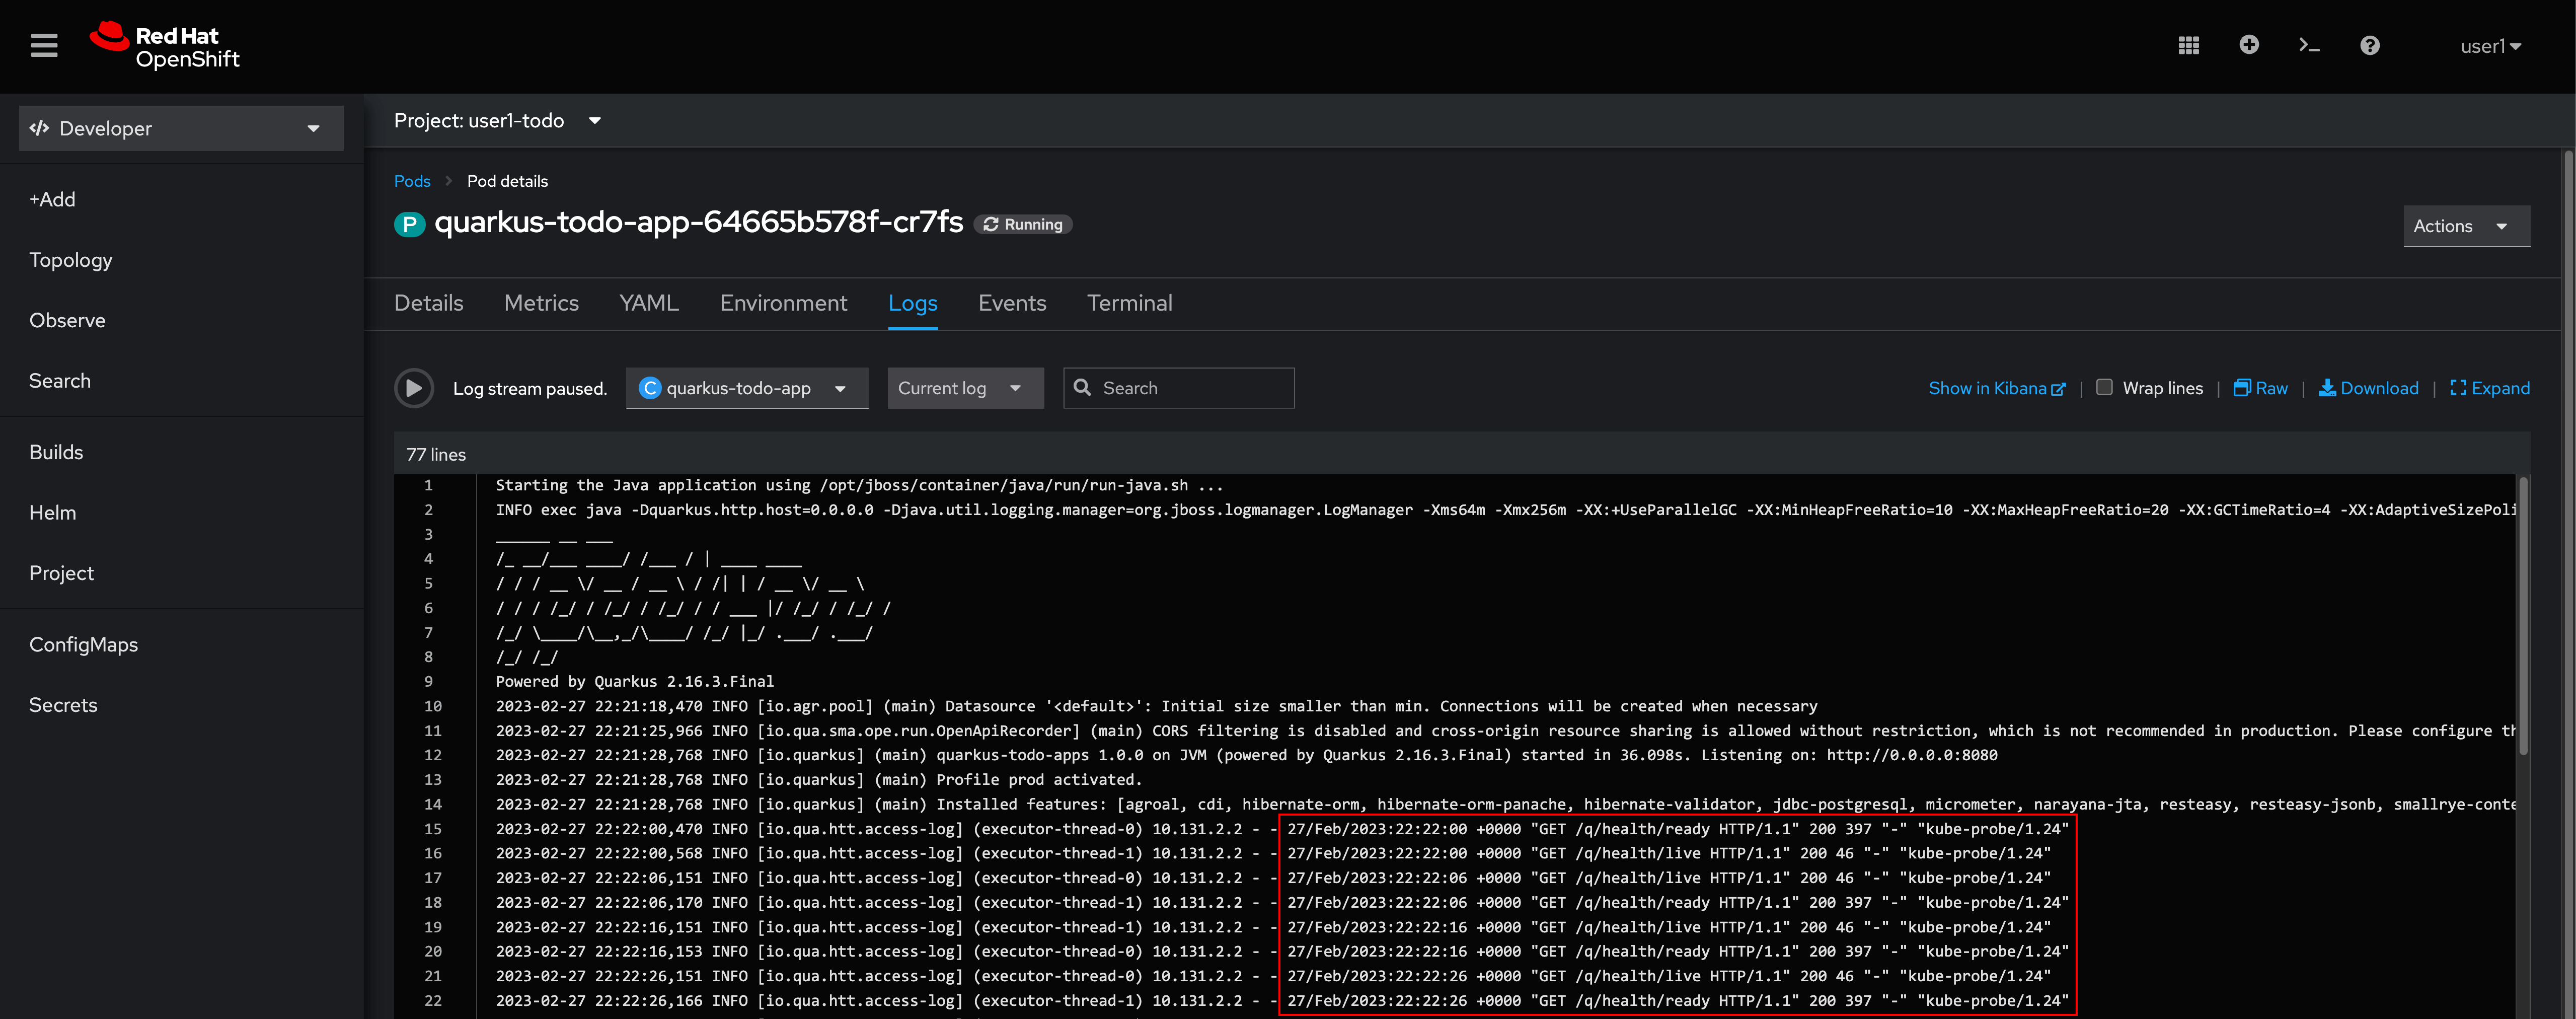 Red Hat
OpenShift
user1
Developer
+Add
Topology
Observe
Search
Builds
Helm
Project
ConfigMaps
Secrets
Project: user1-todo
Pods > Pod details
P quarkus-todo-app-64665b578f-cr7fs Running
Actions
Details Metrics YAML Environment Logs Events Terminal
Log stream paused. C quarkus-todo-app Current log Search Show in Kibana | Wrap lines | Raw | Download | Expand
77 lines
1 Starting the Java application using /opt/jboss/container/java/run/run-java.sh ...
2 INFO exec java -Dquarkus.http.host=0.0.0.0 -Djava.util.logging.manager=org.jboss.logmanager.LogManager -Xms64m -Xmx256m -XX:+UseParallelGC -XX:MinHeapFreeRatio=10 -XX:MaxHeapFreeRatio=20 -XX:GCTimeRatio=4 -XX:AdaptiveSizePoli
3 ______ __ ___
4 /_ __/___ ____/ /___ / | ____ ____
5 / / / __ \/ __ / __ \ / /| | / __ \/ __ \
6 / / / /_/ / /_/ / /_/ / / ___ |/ /_/ / /_/ /
7 /_/ \____/\__,_/\____/ /_/ |_/ .___/ .___/
8 /_/ /_/
9 Powered by Quarkus 2.16.3.Final
10 2023-02-27 22:21:18,470 INFO [io.agr.pool] (main) Datasource '<default>': Initial size smaller than min. Connections will be created when necessary
11 2023-02-27 22:21:25,966 INFO [io.qua.sma.ope.run.OpenApiRecorder] (main) CORS filtering is disabled and cross-origin resource sharing is allowed without restriction, which is not recommended in production. Please configure th
12 2023-02-27 22:21:28,768 INFO [io.quarkus] (main) quarkus-todo-apps 1.0.0 on JVM (powered by Quarkus 2.16.3.Final) started in 36.098s. Listening on: http://0.0.0.0:8080
13 2023-02-27 22:21:28,768 INFO [io.quarkus] (main) Profile prod activated.
14 2023-02-27 22:21:28,768 INFO [io.quarkus] (main) Installed features: [agroal, cdi, hibernate-orm, hibernate-orm-panache, hibernate-validator, jdbc-postgresql, micrometer, narayana-jta, resteasy, resteasy-jsonb, smallrye-conte
15 2023-02-27 22:22:00,470 INFO [io.qua.htt.access-log] (executor-thread-0) 10.131.2.2 - - 27/Feb/2023:22:22:00 +0000 "GET /q/health/ready HTTP/1.1" 200 397 "-" "kube-probe/1.24"
16 2023-02-27 22:22:00,568 INFO [io.qua.htt.access-log] (executor-thread-1) 10.131.2.2 - - 27/Feb/2023:22:22:00 +0000 "GET /q/health/live HTTP/1.1" 200 46 "-" "kube-probe/1.24"
17 2023-02-27 22:22:06,151 INFO [io.qua.htt.access-log] (executor-thread-0) 10.131.2.2 - - 27/Feb/2023:22:22:06 +0000 "GET /q/health/live HTTP/1.1" 200 46 "-" "kube-probe/1.24"
18 2023-02-27 22:22:06,170 INFO [io.qua.htt.access-log] (executor-thread-1) 10.131.2.2 - - 27/Feb/2023:22:22:06 +0000 "GET /q/health/ready HTTP/1.1" 200 397 "-" "kube-probe/1.24"
19 2023-02-27 22:22:16,151 INFO [io.qua.htt.access-log] (executor-thread-1) 10.131.2.2 - - 27/Feb/2023:22:22:16 +0000 "GET /q/health/live HTTP/1.1" 200 46 "-" "kube-probe/1.24"
20 2023-02-27 22:22:16,153 INFO [io.qua.htt.access-log] (executor-thread-0) 10.131.2.2 - - 27/Feb/2023:22:22:16 +0000 "GET /q/health/ready HTTP/1.1" 200 397 "-" "kube-probe/1.24"
21 2023-02-27 22:22:26,151 INFO [io.qua.htt.access-log] (executor-thread-0) 10.131.2.2 - - 27/Feb/2023:22:22:26 +0000 "GET /q/health/live HTTP/1.1" 200 46 "-" "kube-probe/1.24"
22 2023-02-27 22:22:26,166 INFO [io.qua.htt.access-log] (executor-thread-1) 10.131.2.2 - - 27/Feb/2023:22:22:26 +0000 "GET /q/health/ready HTTP/1.1" 200 397 "-" "kube-probe/1.24"